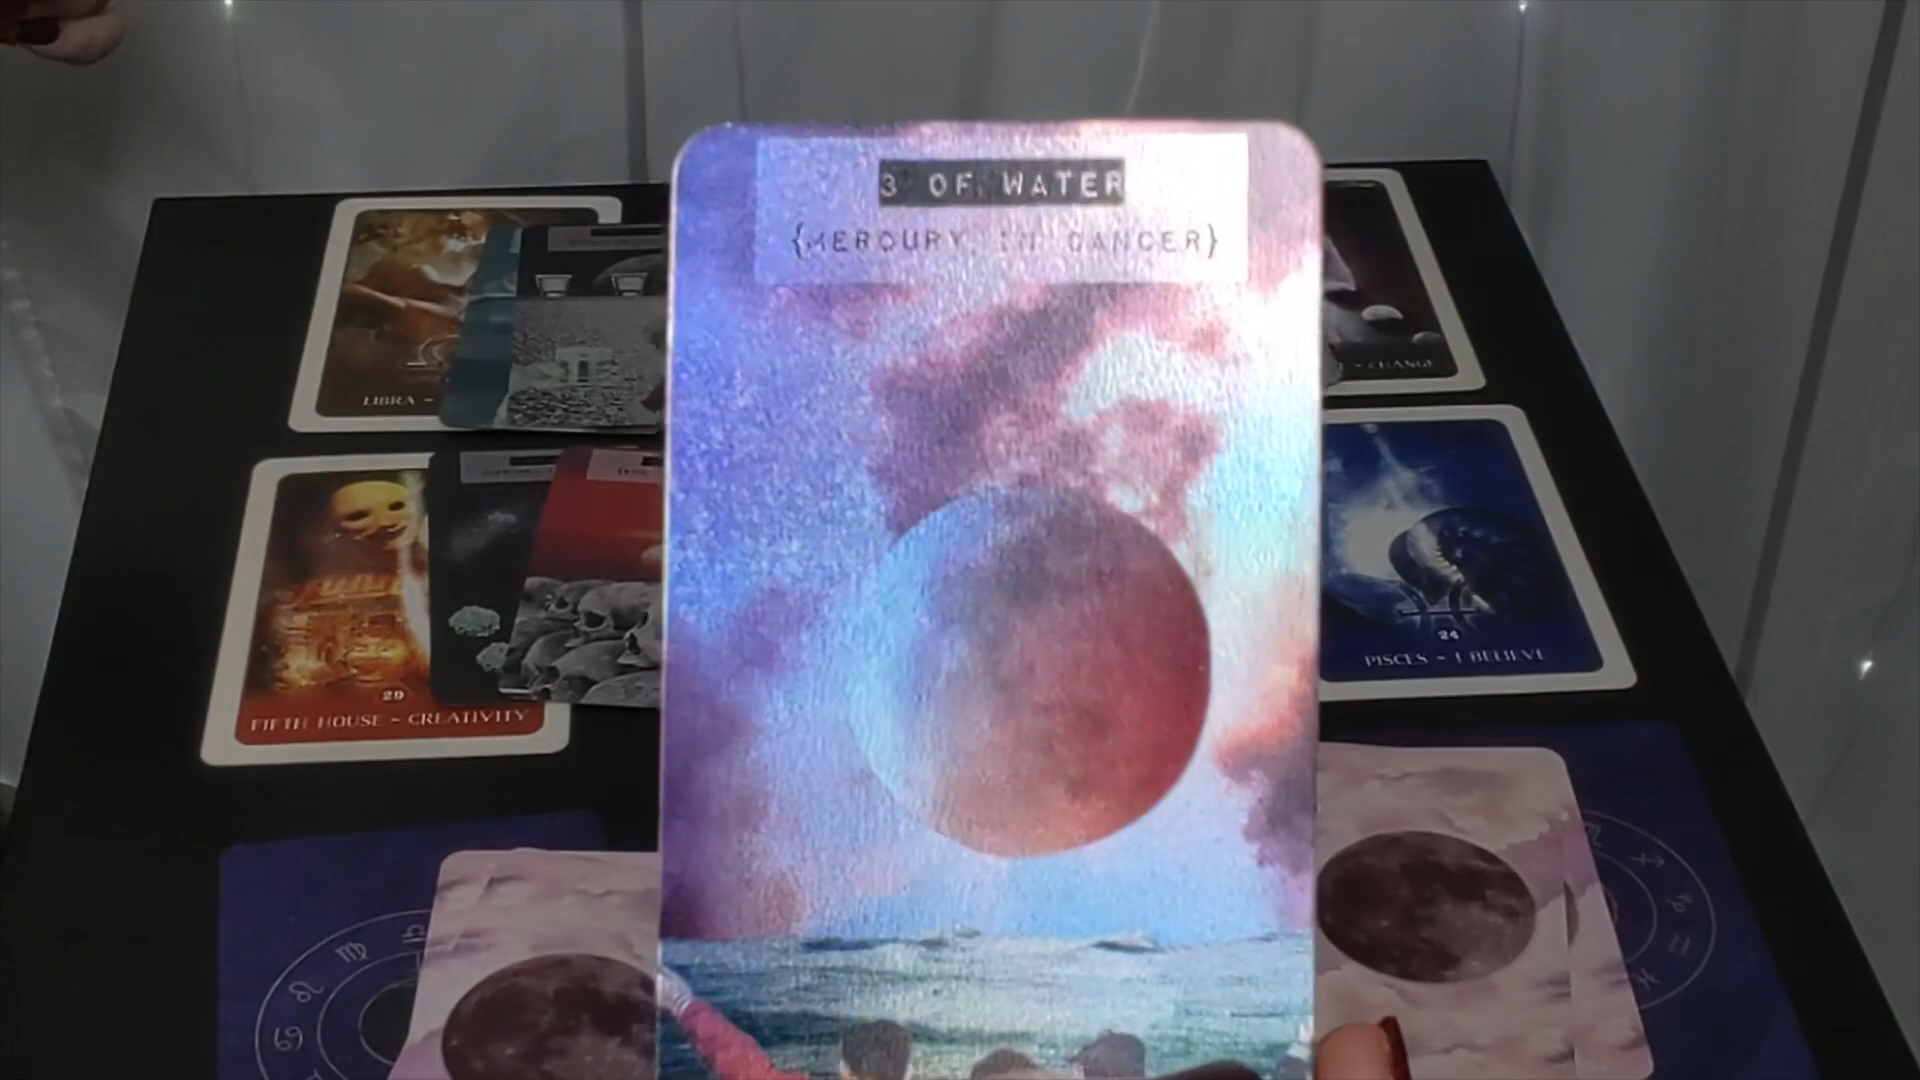 3 OF WATER
{MERCURY IN CANCER}
LIBRA -
- CHANGE
29
FIFTH HOUSE - CREATIVITY
24
PISCES - I BELIEVE